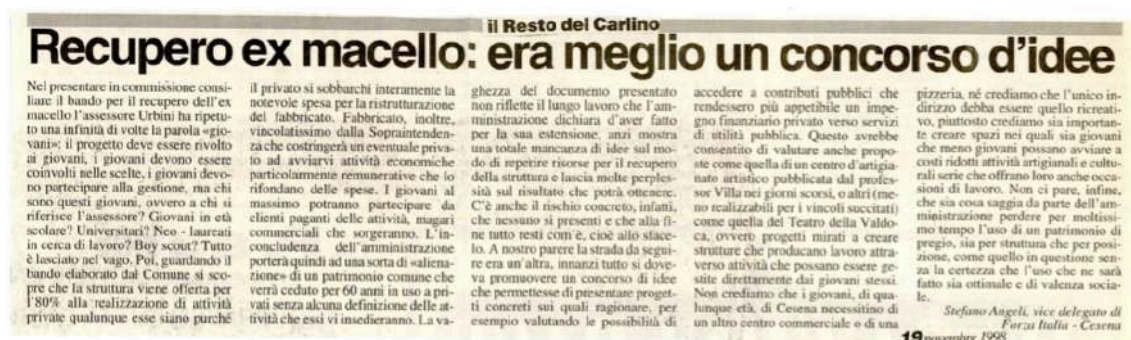 il Resto del Carlino
Recupero ex macello: era meglio un concorso d'idee
Nel presentare in commissione consi-
liare il bando per il recupero dell'ex
macello l'assessore Urbini ha ripetu-
to una infinità di volte la parola «gio-
vani»: il progetto deve essere rivolto
ai giovani, i giovani devono essere
coinvolti nelle scelte, i giovani devo-
no partecipare alla gestione, ma chi
sono questi giovani, ovvero a chi si
riferisce l'assessore? Giovani in età
scolare? Universitari? Neo - laureati
in cerca di lavoro? Boy scout? Tutto
è lasciato nel vago. Poi, guardando il
bando elaborato dal Comune si sco-
pre che la struttura viene offerta per
l'80% alla realizzazione di attività
private qualunque esse siano purché
il privato si sobbarchi interamente la
notevole spesa per la ristrutturazione
del fabbricato. Fabbricato, inoltre,
vincolatissimo dalla Sopraintenden-
za che costringerà un eventuale priva-
to ad avviarvi attività economiche
particolarmente remunerative che lo
rifondano delle spese. I giovani al
massimo potranno partecipare da
clienti paganti delle attività, magari
commerciali che sorgeranno. L'in-
concludenza dell'amministrazione
porterà quindi ad una sorta di «aliena-
zione» di un patrimonio comune che
verrà ceduto per 60 anni in uso a pri-
vati senza alcuna definizione delle at-
tività che essi vi insedieranno. La va-
ghezza del documento presentato
non riflette il lungo lavoro che l'am-
ministrazione dichiara d'aver fatto
per la sua estensione, anzi mostra
una totale mancanza di idee sul mo-
do di reperire risorse per il recupero
della struttura e lascia molte perples-
sità sul risultato che potrà ottenere.
C'è anche il rischio concreto, infatti,
che nessuno si presenti e che alla fi-
ne tutto resti com'è, cioè allo sface-
lo. A nostro parere la strada da segui-
re era un'altra, innanzi tutto si dove-
va promuovere un concorso di idee
che permettesse di presentare proget-
ti concreti sui quali ragionare, per
esempio valutando le possibilità di
accedere a contributi pubblici che
rendessero più appetibile un impe-
gno finanziario privato verso servizi
di utilità pubblica. Questo avrebbe
consentito di valutare anche propo-
ste come quella di un centro d'artigia-
nato artistico pubblicata dal profes-
sor Villa nei giorni scorsi, o altri (me-
no realizzabili per i vincoli succitati)
come quella del Teatro della Valdo-
ca, ovvero progetti mirati a creare
strutture che producano lavoro attra-
verso attività che possano essere ge-
stite direttamente dai giovani stessi.
Non crediamo che i giovani, di qua-
lunque età, di Cesena necessitino di
un altro centro commerciale o di una
pizzeria, né crediamo che l'unico in-
dirizzo debba essere quello ricreati-
vo, piuttosto crediamo sia importan-
te creare spazi nei quali sia giovani
che meno giovani possano avviare a
costi ridotti attività artigianali e cultu-
rali serie che offrano loro anche occa-
sioni di lavoro. Non ci pare, infine,
che sia cosa saggia da parte dell'am-
ministrazione perdere per moltissi-
mo tempo l'uso di un patrimonio di
pregio, sia per struttura che per posi-
zione, come quello in questione sen-
za la certezza che l'uso che ne sarà
fatto sia ottimale e di valenza socia-
le.
Stefano Angeli, vice delegato di
Forza Italia - Cesena
19 novembre 1998